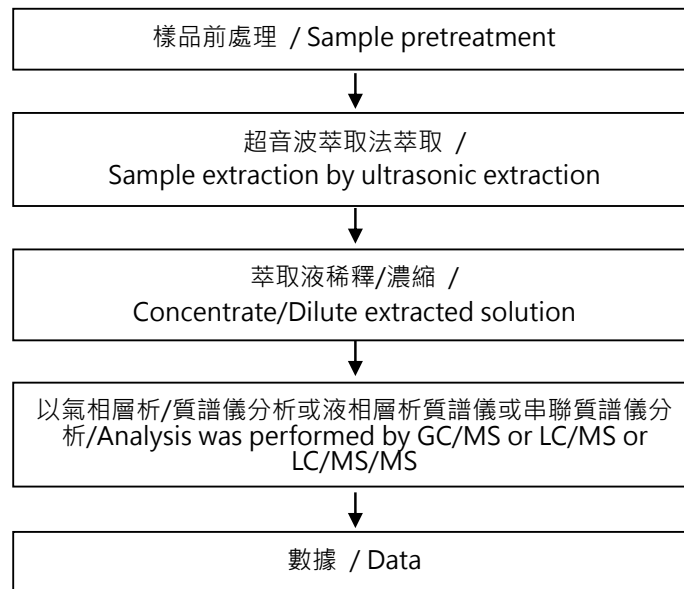 樣品前處理 / Sample pretreatment
超音波萃取法萃取 /
Sample extraction by ultrasonic extraction
萃取液稀釋/濃縮 /
Concentrate/Dilute extracted solution
以氣相層析/質譜儀分析或液相層析質譜儀或串聯質譜儀分
析/Analysis was performed by GC/MS or LC/MS or
LC/MS/MS
數據 / Data